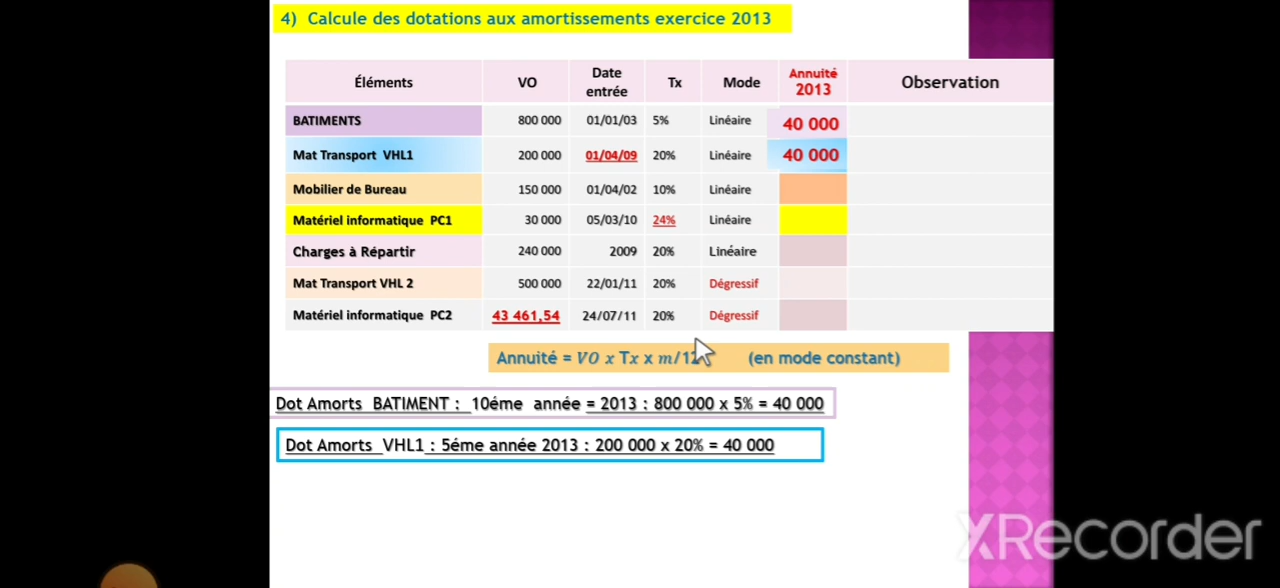 4) Calcule des dotations aux amortissements exercice 2013
Éléments VO Date entrée Tx Mode Annuité 2013 Observation
BATIMENTS 800 000 01/01/03 5% Linéaire 40 000
Mat Transport VHL1 200 000 01/04/09 20% Linéaire 40 000
Mobilier de Bureau 150 000 01/04/02 10% Linéaire
Matériel informatique PC1 30 000 05/03/10 24% Linéaire
Charges à Répartir 240 000 2009 20% Linéaire
Mat Transport VHL 2 500 000 22/01/11 20% Dégressif
Matériel informatique PC2 43 461,54 24/07/11 20% Dégressif
Annuité = VO x Tx x m/12 (en mode constant)
Dot Amorts BATIMENT : 10éme année = 2013 : 800 000 x 5% = 40 000
Dot Amorts VHL1 : 5éme année 2013 : 200 000 x 20% = 40 000
XRecorder